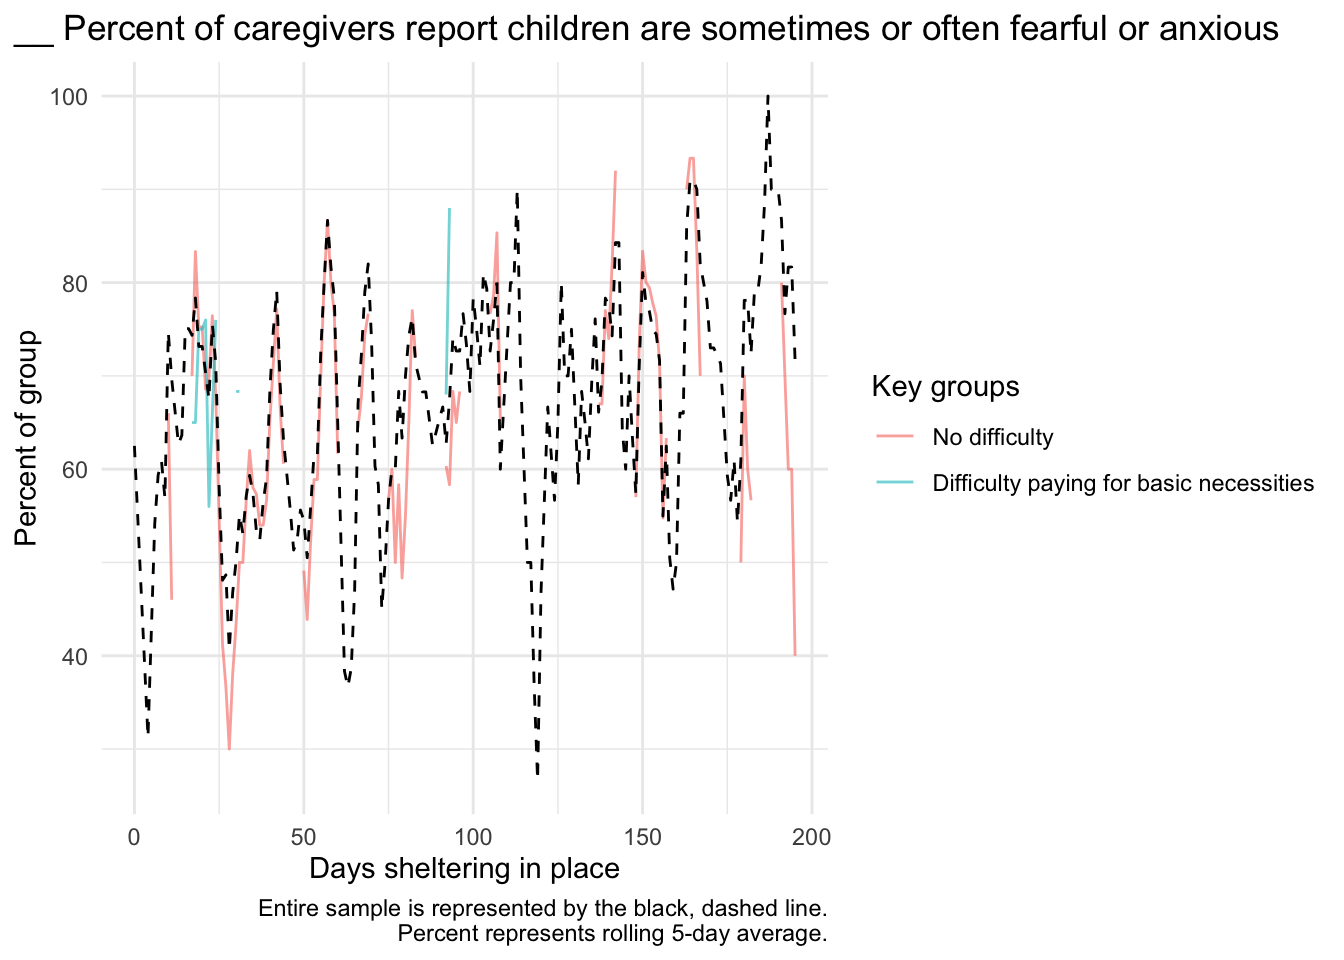 __ Percent of caregivers report children are sometimes or often fearful or anxious
100
80
60
40
Percent of group
0 50 100 150 200
Days sheltering in place
Key groups
No difficulty
Difficulty paying for basic necessities
Entire sample is represented by the black, dashed line.
Percent represents rolling 5-day average.